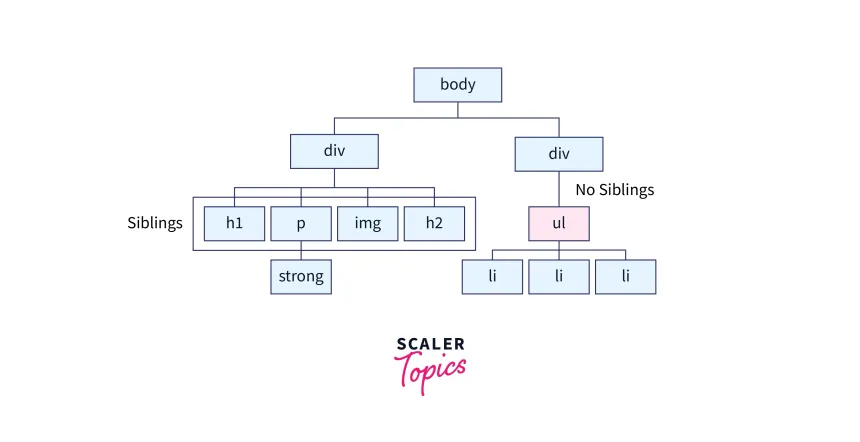 body
div
div
No Siblings
Siblings
h1
p
img
h2
ul
strong
li
li
li
SCALER
Topics